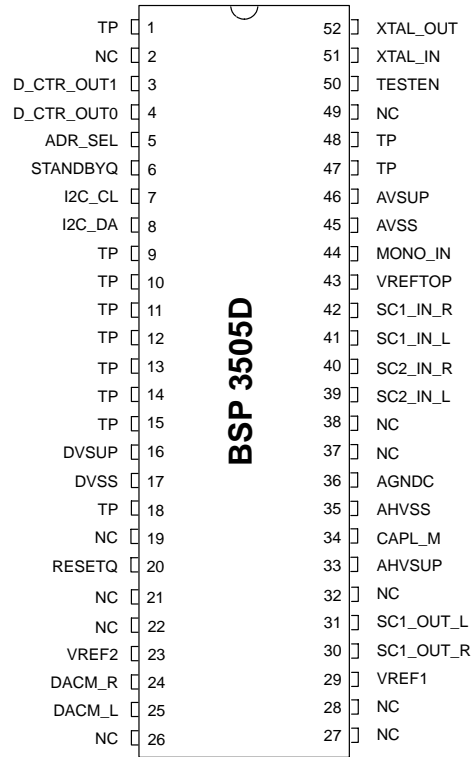 TP 1 52 XTAL_OUT
NC 2 51 XTAL_IN
D_CTR_OUT1 3 50 TESTEN
D_CTR_OUT0 4 49 NC
ADR_SEL 5 48 TP
STANDBYQ 6 47 TP
I2C_CL 7 46 AVSUP
I2C_DA 8 45 AVSS
TP 9 44 MONO_IN
TP 10 43 VREFTOP
TP 11 42 SC1_IN_R
TP 12 41 SC1_IN_L
TP 13 40 SC2_IN_R
TP 14 39 SC2_IN_L
TP 15 38 NC
DVSUP 16 37 NC
DVSS 17 36 AGNDC
TP 18 35 AHVSS
NC 19 34 CAPL_M
RESETQ 20 33 AHVSUP
NC 21 32 NC
NC 22 31 SC1_OUT_L
VREF2 23 30 SC1_OUT_R
DACM_R 24 29 VREF1
DACM_L 25 28 NC
NC 26 27 NC
BSP 3505D